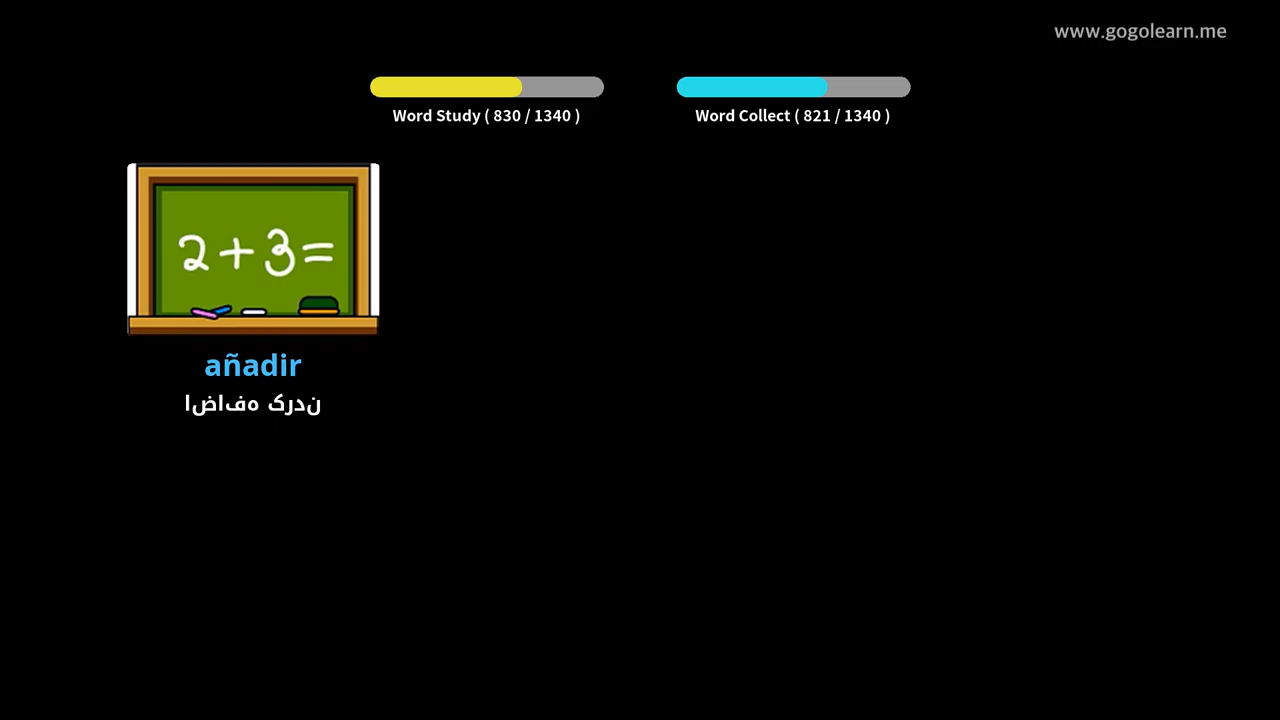 www.gogolearn.me
Word Study ( 830 / 1340 )
Word Collect ( 821 / 1340 )
2+3=
añadir
اضافه کردن